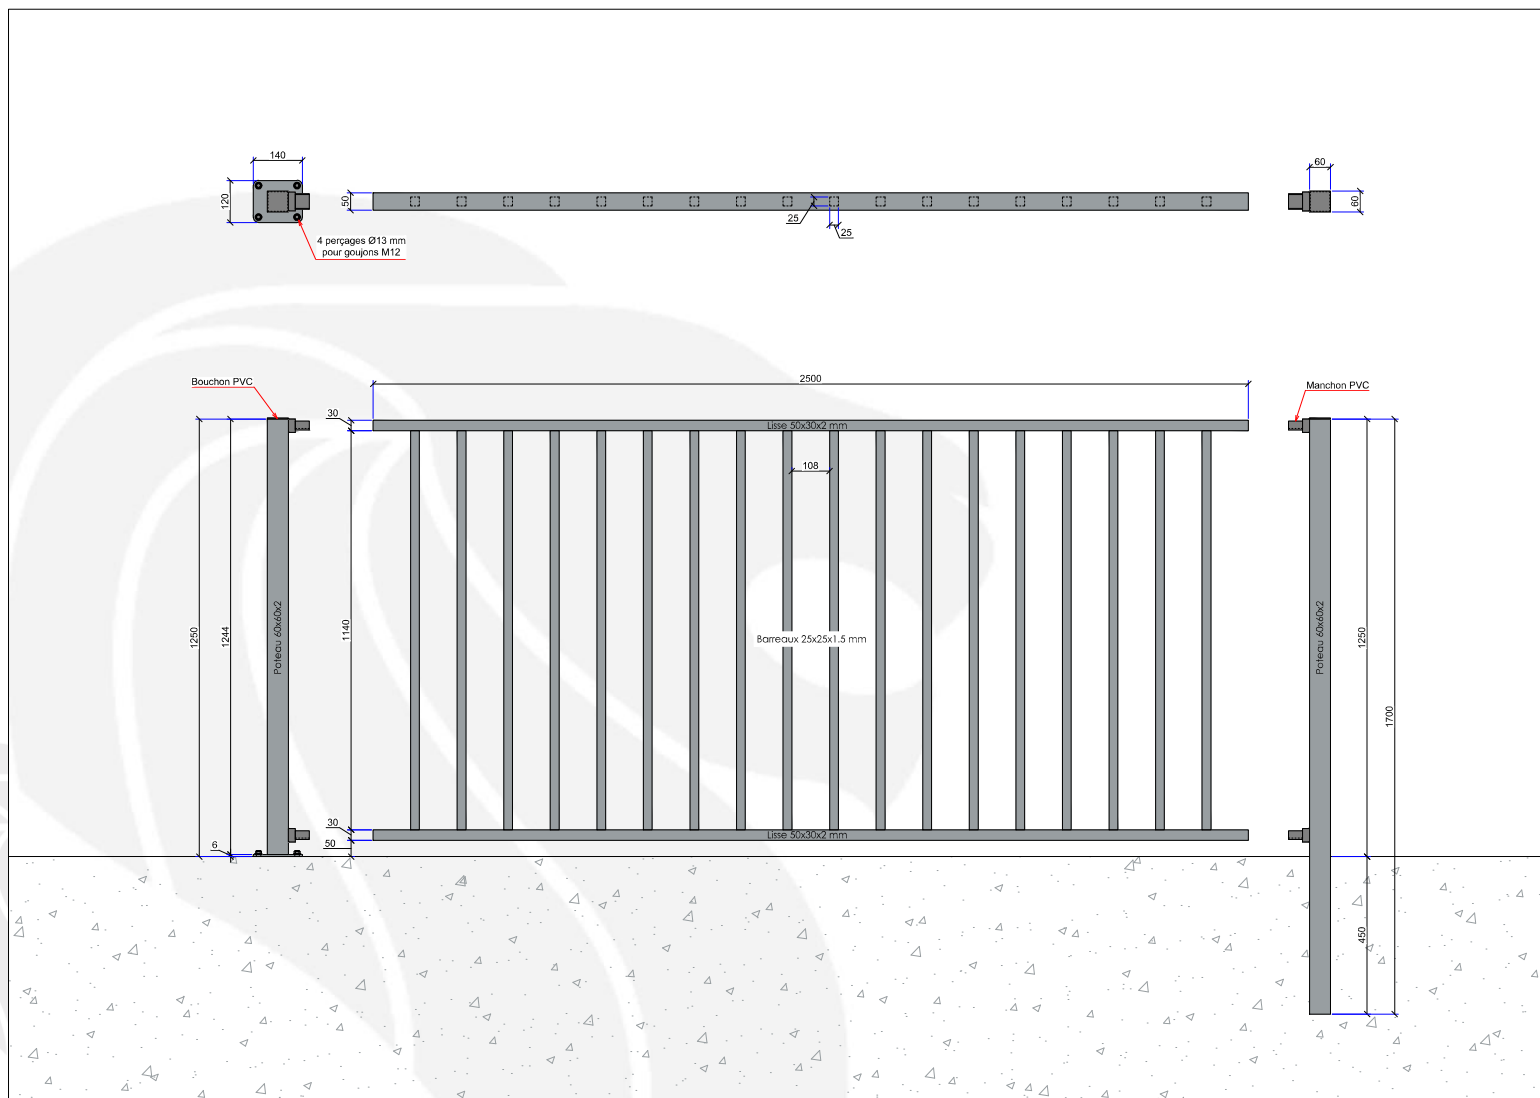 140
120
4 perçages Ø13 mm
pour goujons M12
50
25
25
60
60
Bouchon PVC
2500
Manchon PVC
30
Lisse 50x30x2 mm
108
1250
1244
Poteau 60x60x2
1140
Barreaux 25x25x1.5 mm
Poteau 60x60x2
1250
1700
30
Lisse 50x30x2 mm
6
50
450